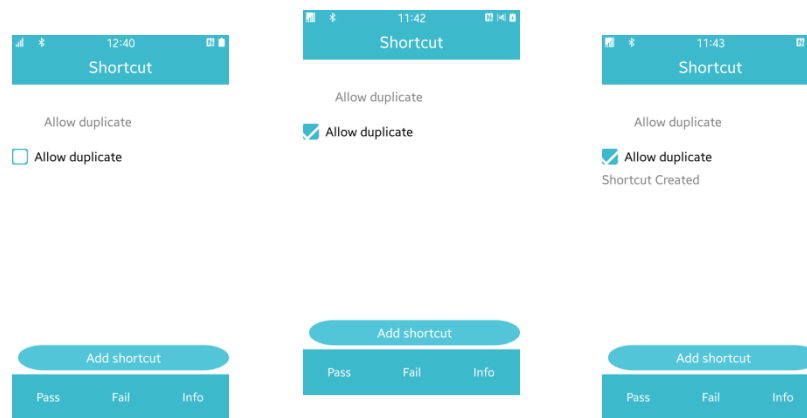 12:40
Shortcut
Allow duplicate
Allow duplicate
Add shortcut
Pass Fail Info
11:42
Shortcut
Allow duplicate
Allow duplicate
Add shortcut
Pass Fail Info
11:43
Shortcut
Allow duplicate
Allow duplicate
Shortcut Created
Add shortcut
Pass Fail Info